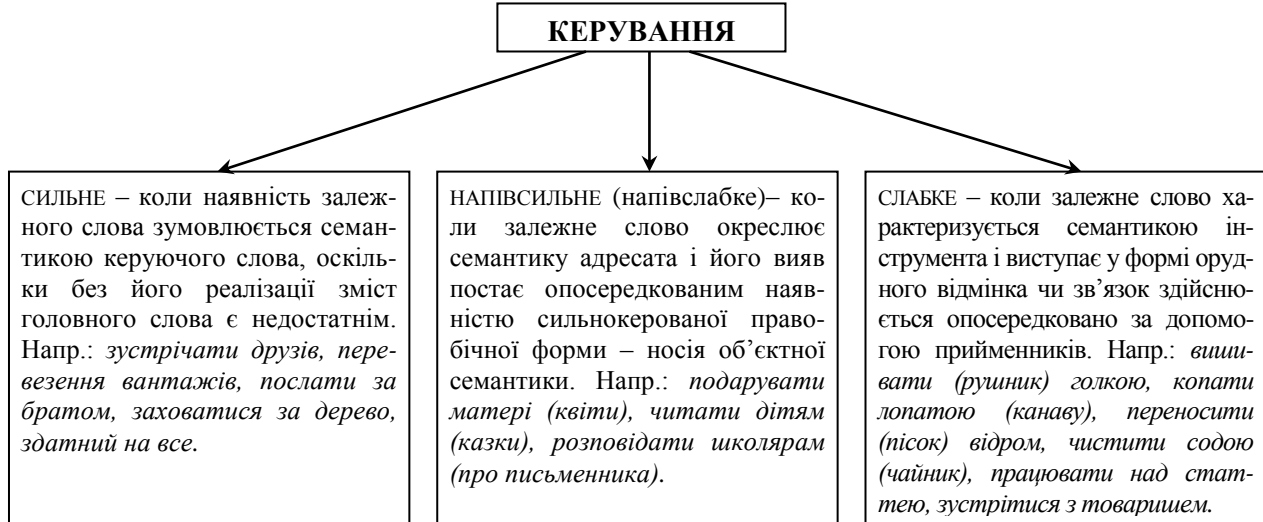 КЕРУВАННЯ
СИЛЬНЕ – коли наявність залеж-
ного слова зумовлюється семан-
тикою керуючого слова, оскіль-
ки без його реалізації зміст
головного слова є недостатнім.
Напр.: зустрічати друзів, пере-
везення вантажів, послати за
братом, заховатися за дерево,
здатний на все.
НАПІВСИЛЬНЕ (напівслабке)– ко-
ли залежне слово окреслює
семантику адресата і його вияв
постає опосередкованим наяв-
ністю сильнокерованої право-
бічної форми – носія об’єктної
семантики. Напр.: подарувати
матері (квіти), читати дітям
(казки), розповідати школярам
(про письменника).
СЛАБКЕ – коли залежне слово ха-
рактеризується семантикою ін-
струмента і виступає у формі оруд-
ного відмінка чи зв’язок здійсню-
ється опосередковано за допомо-
гою прийменників. Напр.: виши-
вати (рушник) голкою, копати
лопатою (канаву), переносити
(пісок) відром, чистити содою
(чайник), працювати над стат-
тею, зустрітися з товаришем.